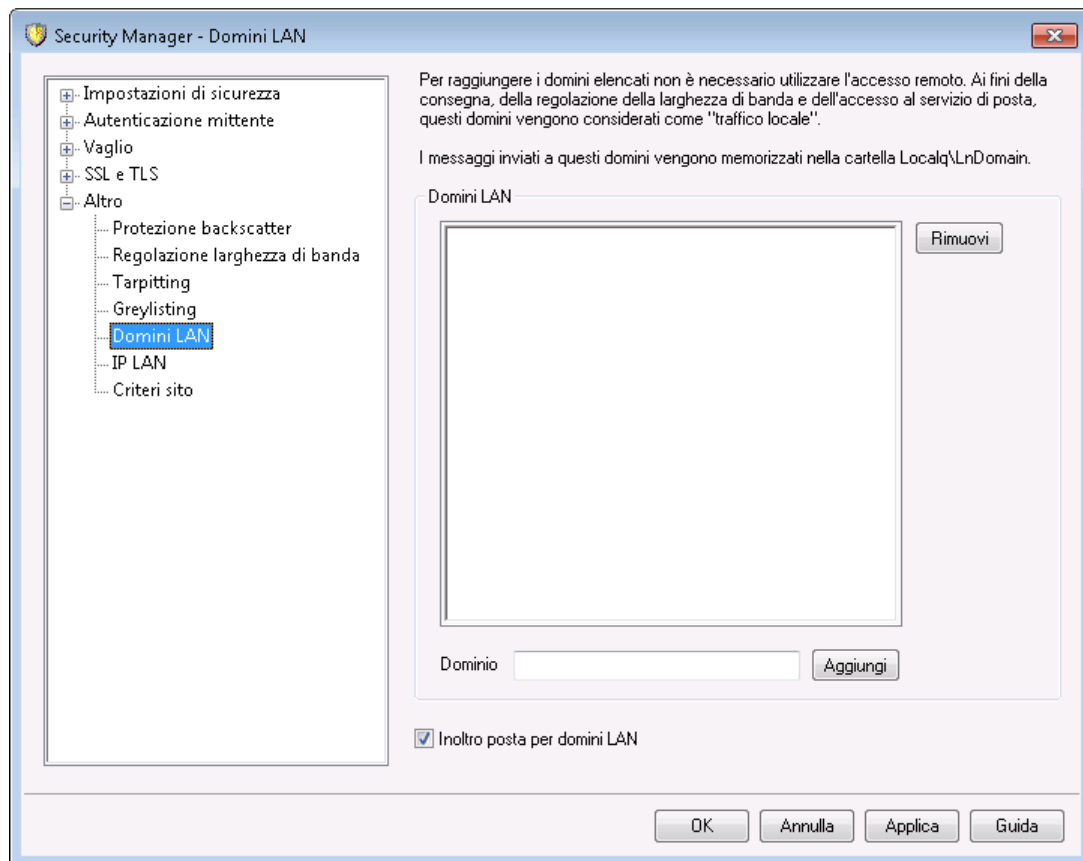 Security Manager - Domini LAN
Impostazioni di sicurezza
Autenticazione mittente
Vaglio
SSL e TLS
Altro
Protezione backscatter
Regolazione larghezza di banda
Tarpitting
Greylisting
Domini LAN
IP LAN
Criteri sito
Per raggiungere i domini elencati non è necessario utilizzare l'accesso remoto. Ai fini della
consegna, della regolazione della larghezza di banda e dell'accesso al servizio di posta,
questi domini vengono considerati come "traffico locale".
I messaggi inviati a questi domini vengono memorizzati nella cartella Localq\LnDomain.
Domini LAN
Rimuovi
Dominio
Aggiungi
Inoltro posta per domini LAN
OK
Annulla
Applica
Guida